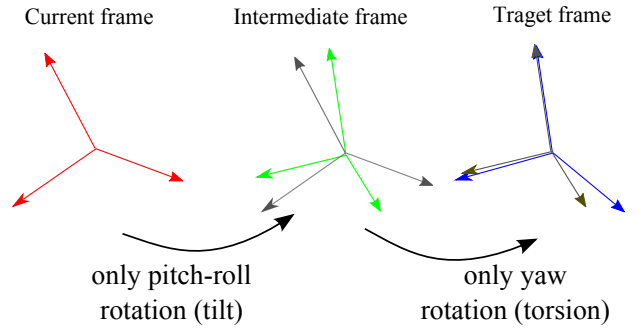 Current frame
Intermediate frame
Traget frame
only pitch-roll
rotation (tilt)
only yaw
rotation (torsion)